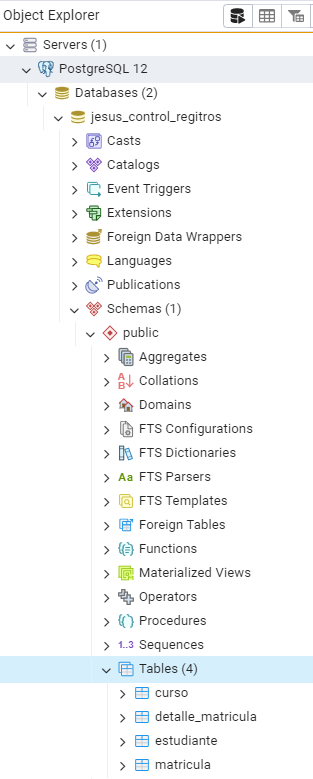 Object Explorer
Servers (1)
PostgreSQL 12
Databases (2)
jesus_control_regitros
Casts
Catalogs
Event Triggers
Extensions
Foreign Data Wrappers
Languages
Publications
Schemas (1)
public
Aggregates
Collations
Domains
FTS Configurations
FTS Dictionaries
Aa FTS Parsers
FTS Templates
Foreign Tables
Functions
Materialized Views
Operators
Procedures
1..3 Sequences
Tables (4)
curso
detalle_matricula
estudiante
matricula